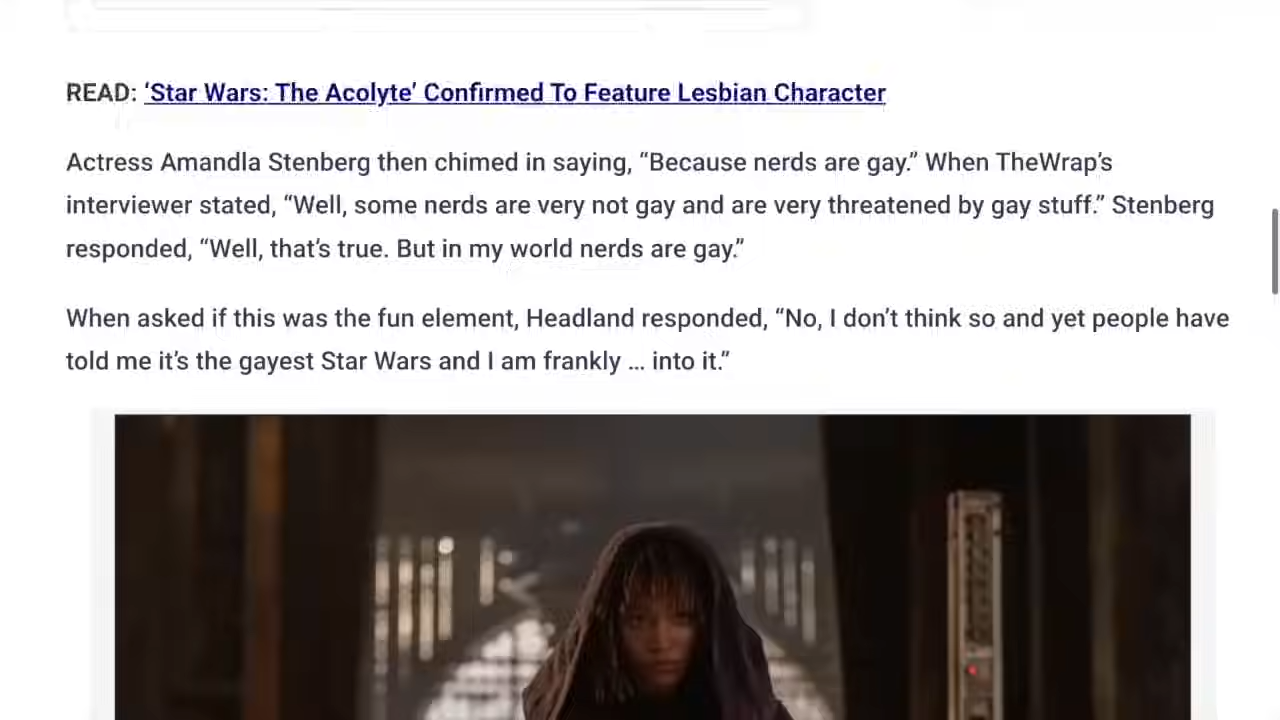 READ: ‘Star Wars: The Acolyte’ Confirmed To Feature Lesbian Character
Actress Amandla Stenberg then chimed in saying, “Because nerds are gay.” When TheWrap’s
interviewer stated, “Well, some nerds are very not gay and are very threatened by gay stuff.” Stenberg
responded, “Well, that’s true. But in my world nerds are gay.”
When asked if this was the fun element, Headland responded, “No, I don’t think so and yet people have
told me it’s the gayest Star Wars and I am frankly … into it.”